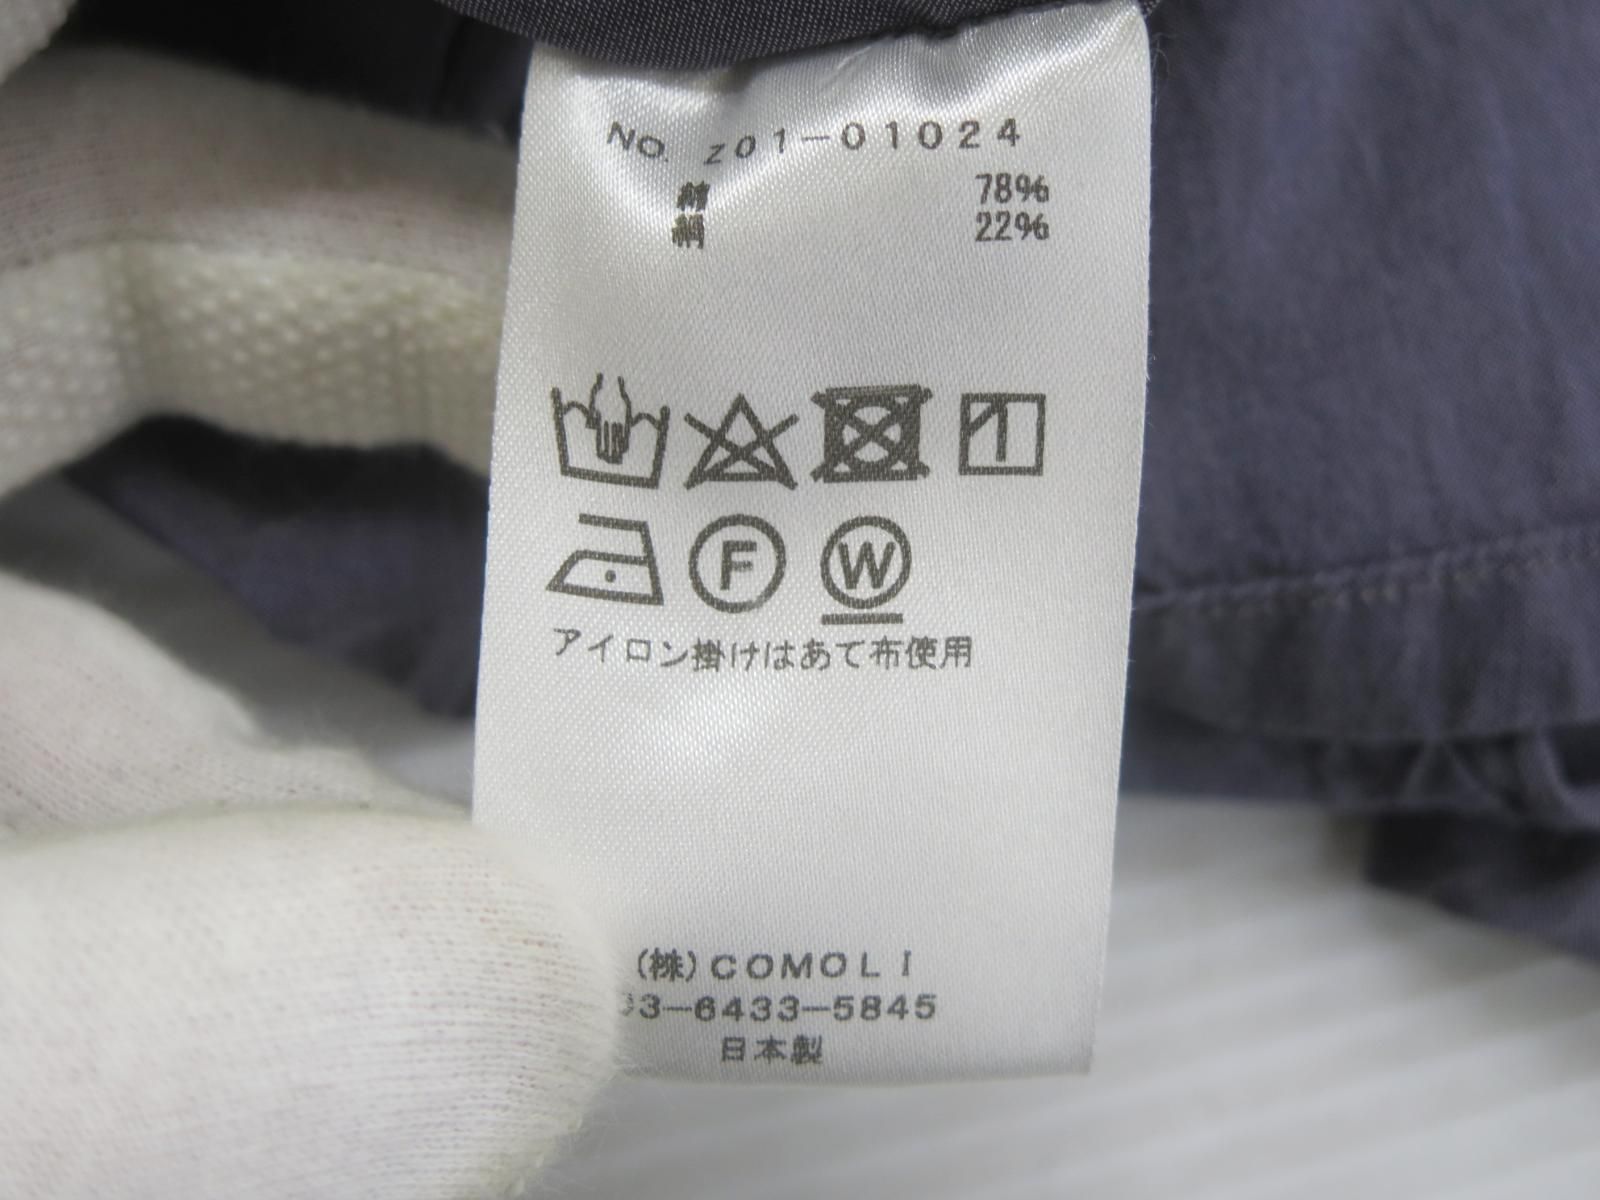 NO. z01-01024
綿 78%
絹 22%
F W
アイロン掛けはあて布使用
(株)COMOLI
03-6433-5845
日本製